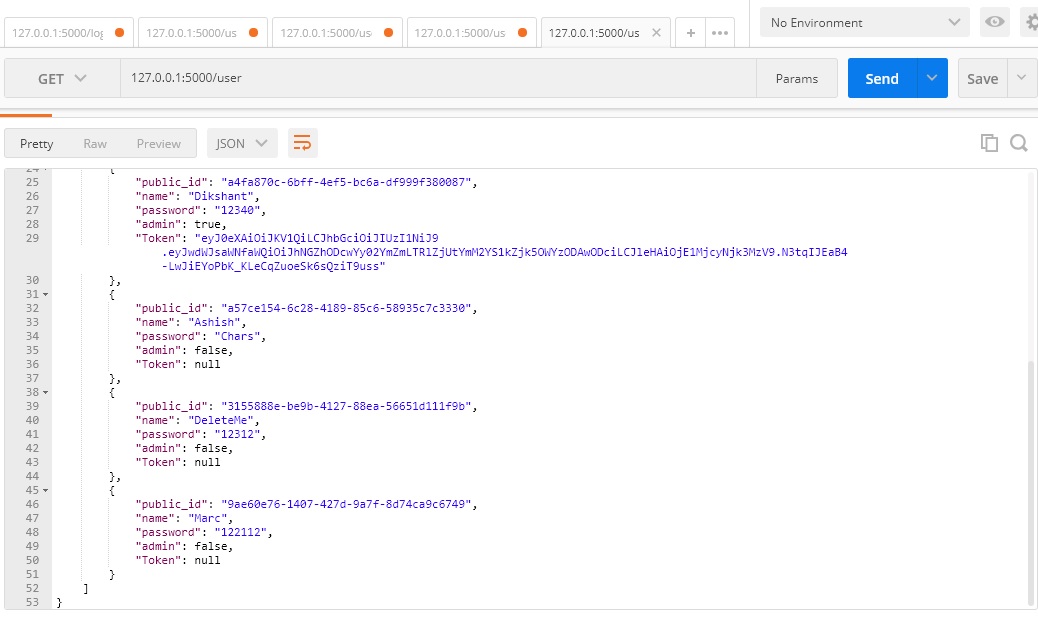 127.0.0.1:5000/log 127.0.0.1:5000/us 127.0.0.1:5000/us 127.0.0.1:5000/us 127.0.0.1:5000/us No Environment
GET 127.0.0.1:5000/user Params Send Save
Pretty Raw Preview JSON
24 {
25 "public_id": "a4fa870c-6bff-4ef5-bc6a-df999f380087",
26 "name": "Dikshant",
27 "password": "12340",
28 "admin": true,
29 "Token": "eyJ0eXAiOiJKV1QiLCJhbGciOiJIUzI1NiJ9
.eyJwdWJsaWNfaWQiOiJhNGZhODcwYy02YmZmLTRlZjUtYmM2YS1kZjk5OWYzODAwODciLCJleHAiOjE1MjcyNjk3MzV9.N3tqIJEaB4
-LwJiEYoPbK_KLeCqZuoeSk6sQziT9uss"
30 },
31 {
32 "public_id": "a57ce154-6c28-4189-85c6-58935c7c3330",
33 "name": "Ashish",
34 "password": "Chars",
35 "admin": false,
36 "Token": null
37 },
38 {
39 "public_id": "3155888e-be9b-4127-88ea-56651d111f9b",
40 "name": "DeleteMe",
41 "password": "12312",
42 "admin": false,
43 "Token": null
44 },
45 {
46 "public_id": "9ae60e76-1407-427d-9a7f-8d74ca9c6749",
47 "name": "Marc",
48 "password": "122112",
49 "admin": false,
50 "Token": null
51 }
52 ]
53 }